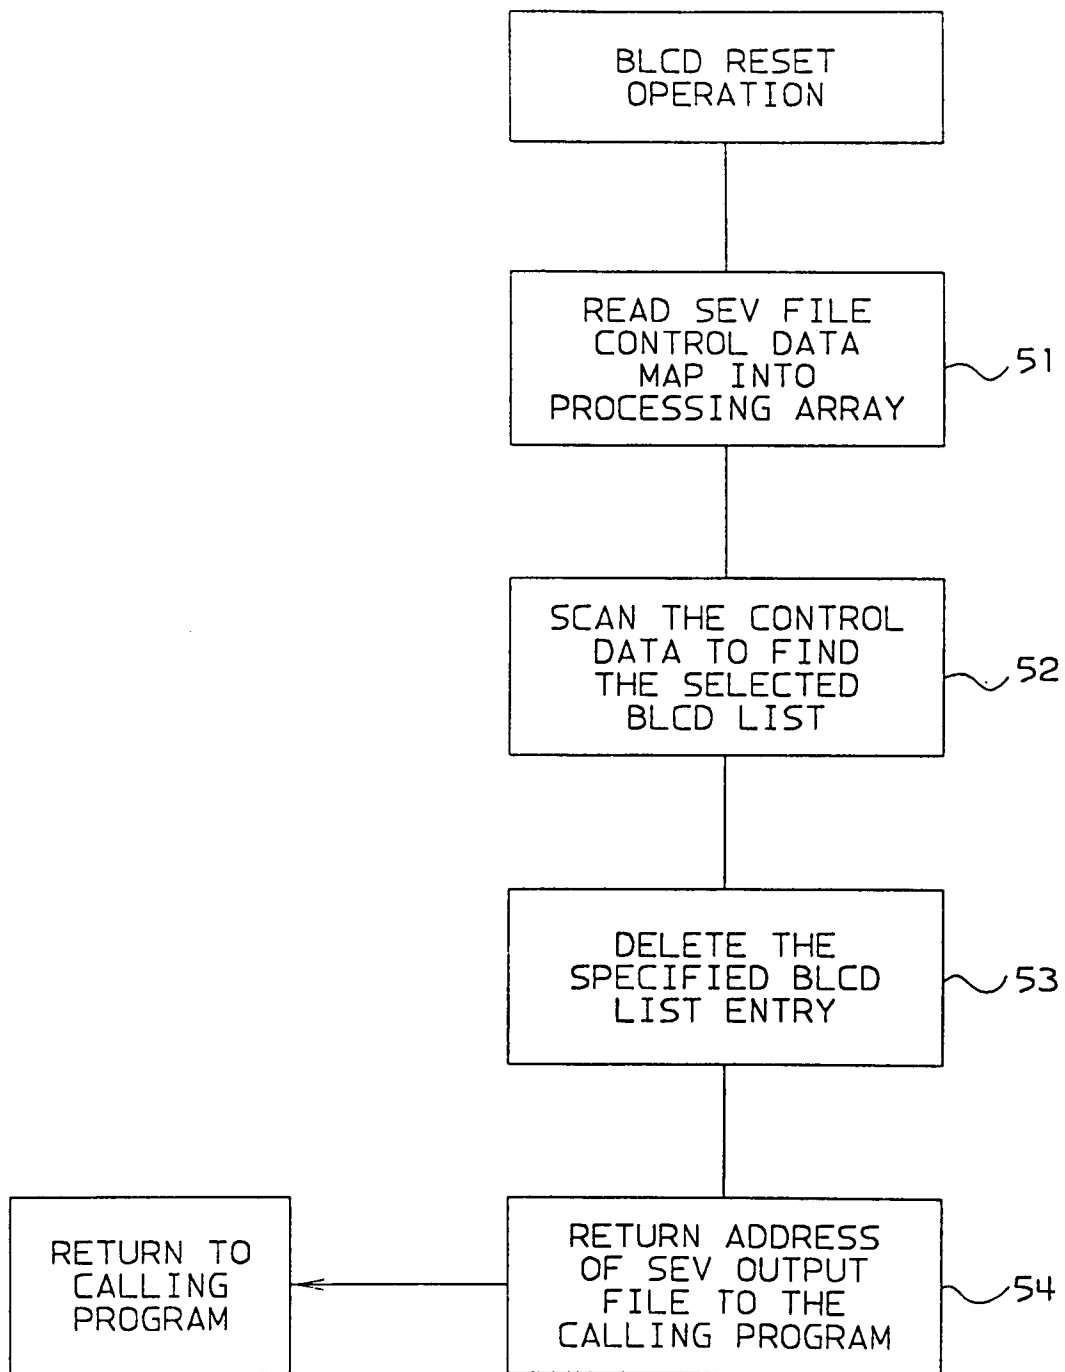 BLCD RESET
OPERATION
READ SEV FILE
CONTROL DATA
MAP INTO
PROCESSING ARRAY
51
SCAN THE CONTROL
DATA TO FIND
THE SELECTED
BLCD LIST
52
DELETE THE
SPECIFIED BLCD
LIST ENTRY
53
RETURN ADDRESS
OF SEV OUTPUT
FILE TO THE
CALLING PROGRAM
54
RETURN TO
CALLING
PROGRAM